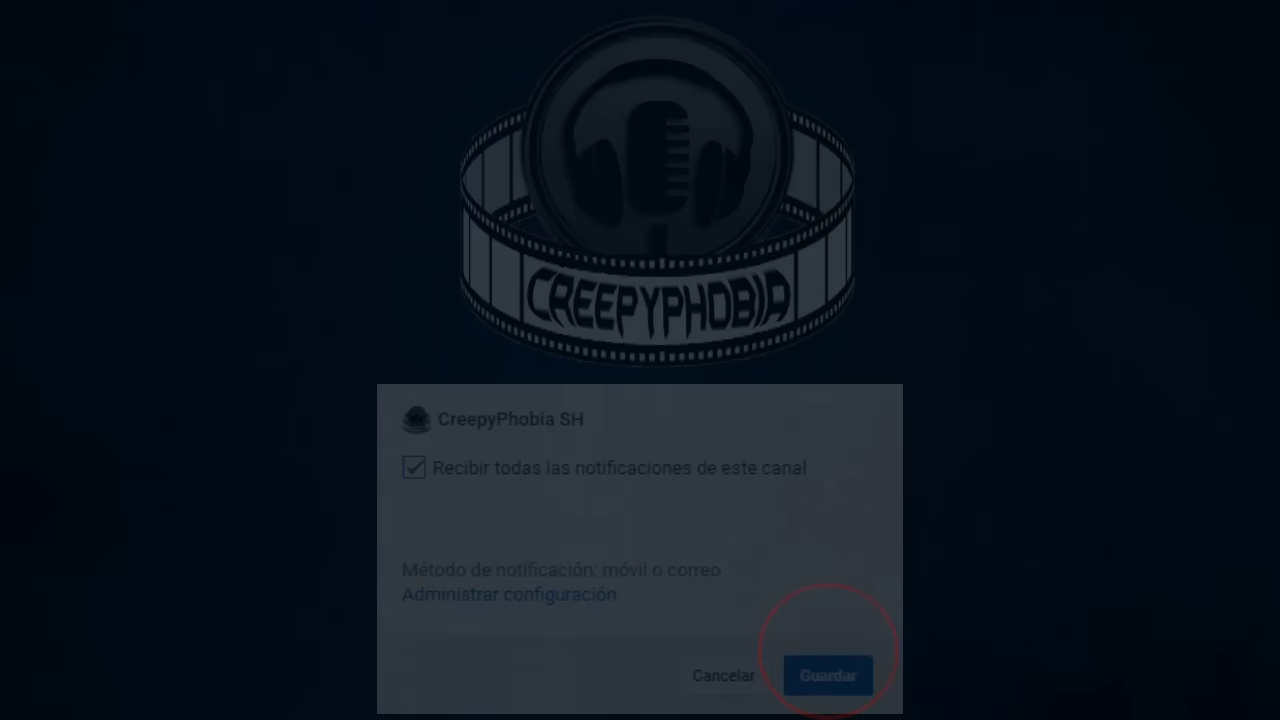 CREEPYPHOBIA
CreepyPhobia SH
Recibir todas las notificaciones de este canal
Método de notificación: móvil o correo
Administrar configuración
Cancelar
Guardar